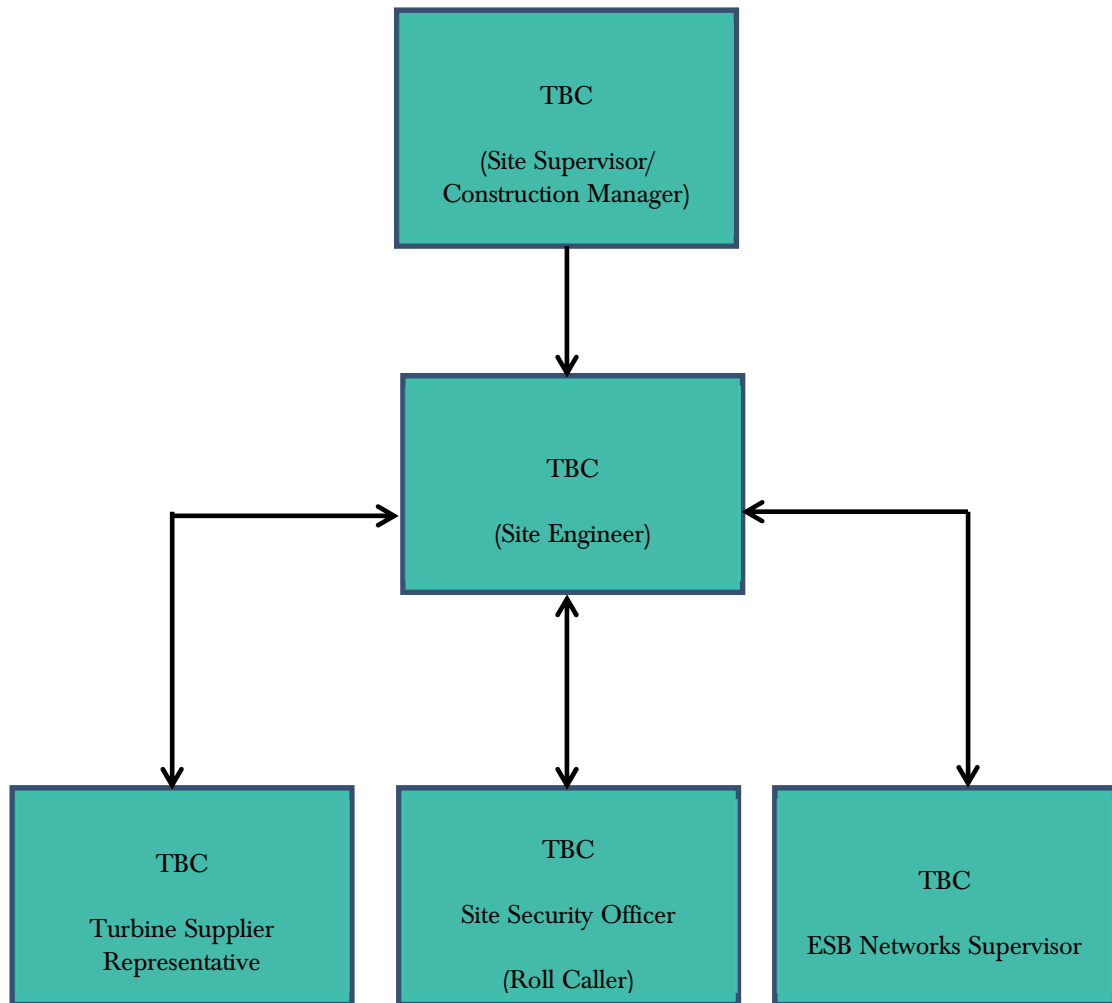 TBC
(Site Supervisor/
Construction Manager)
TBC
(Site Engineer)
TBC
Turbine Supplier
Representative
TBC
Site Security Officer
(Roll Caller)
TBC
ESB Networks Supervisor